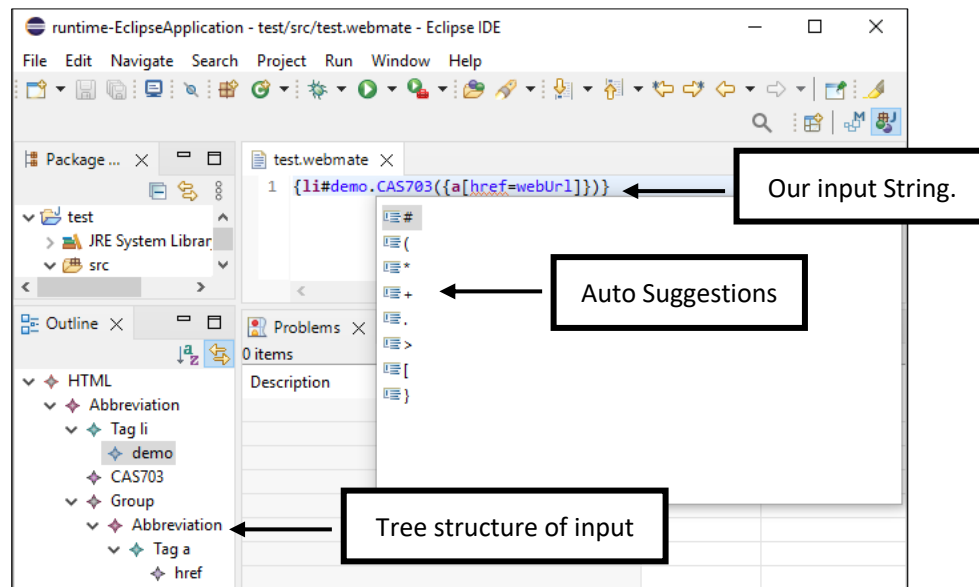 runtime-EclipseApplication - test/src/test.webmate - Eclipse IDE
File Edit Navigate Search Project Run Window Help
Package ...
test.webmate
1 {li#demo.CAS703({a[href=webUrl]})}
Our input String.
test
JRE System Librar
src
#
(
*
+
.
>
[
}
Auto Suggestions
Outline
Problems
0 items
Description
HTML
Abbreviation
Tag li
demo
CAS703
Group
Abbreviation
Tag a
href
Tree structure of input